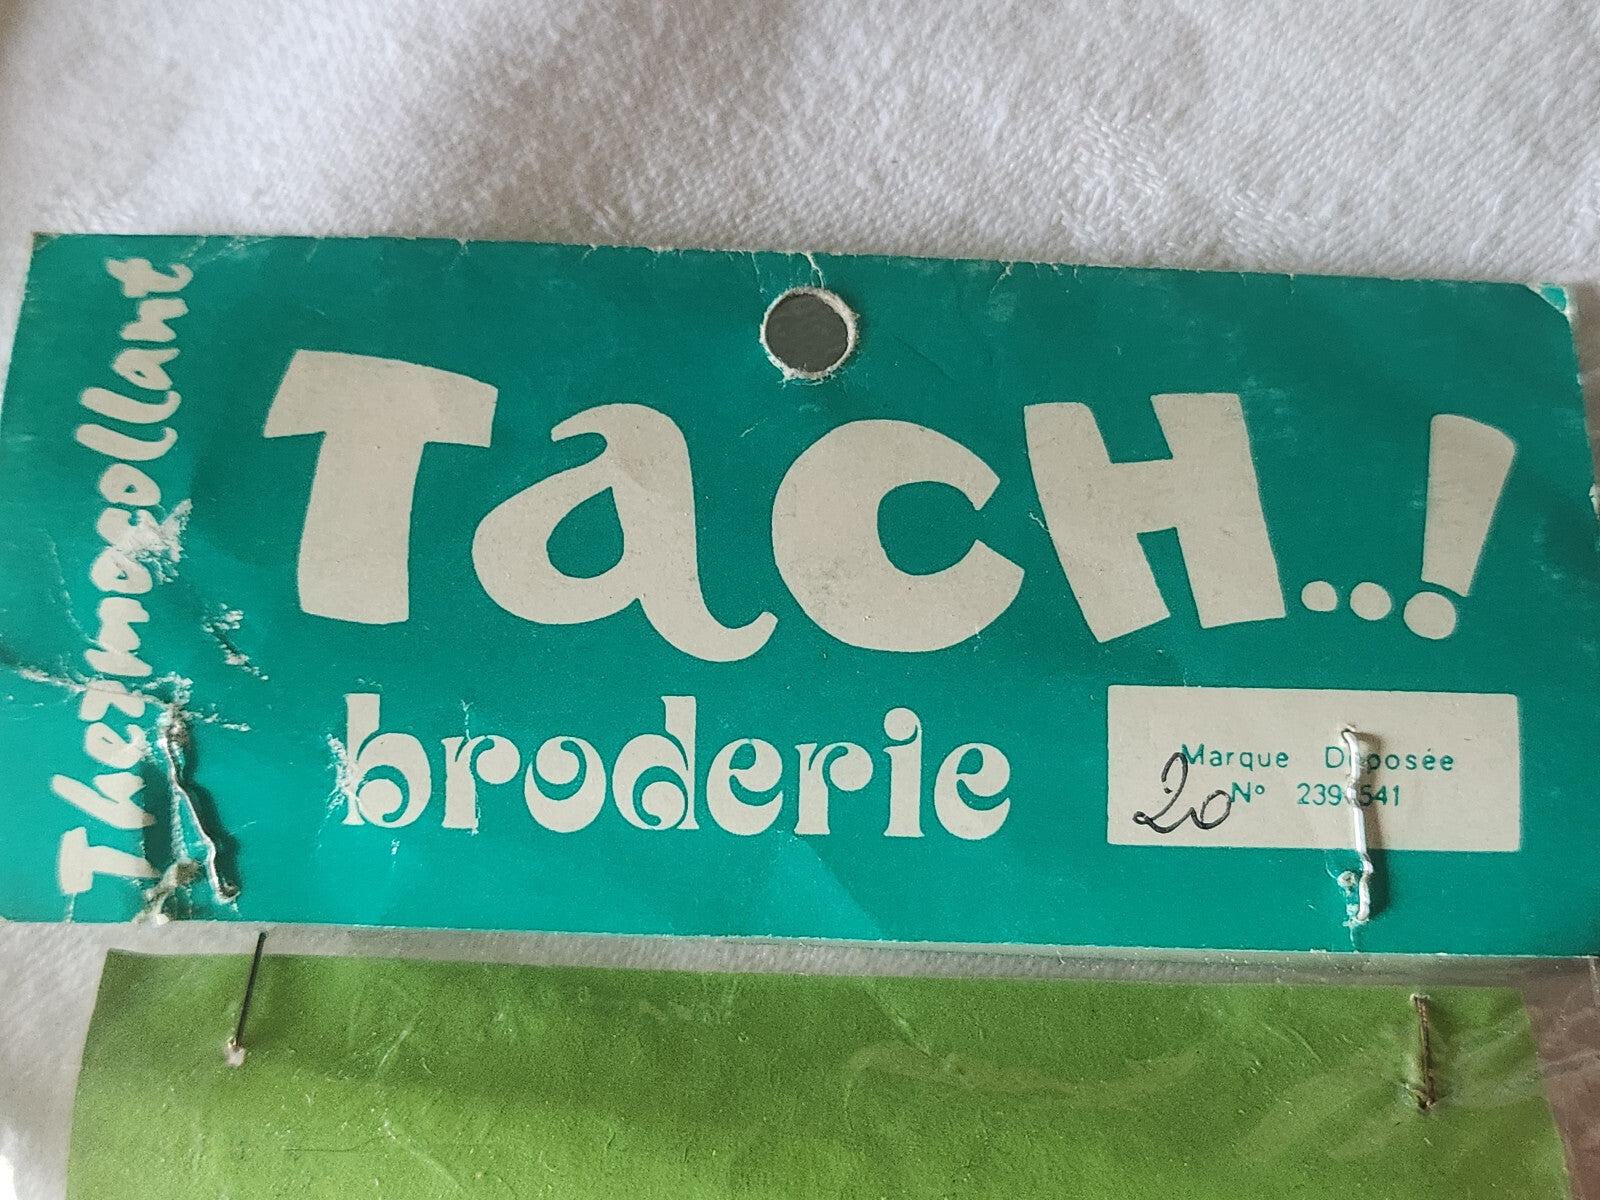 Thermocollant
TACH...!
broderie
Marque Déposée
20 N°